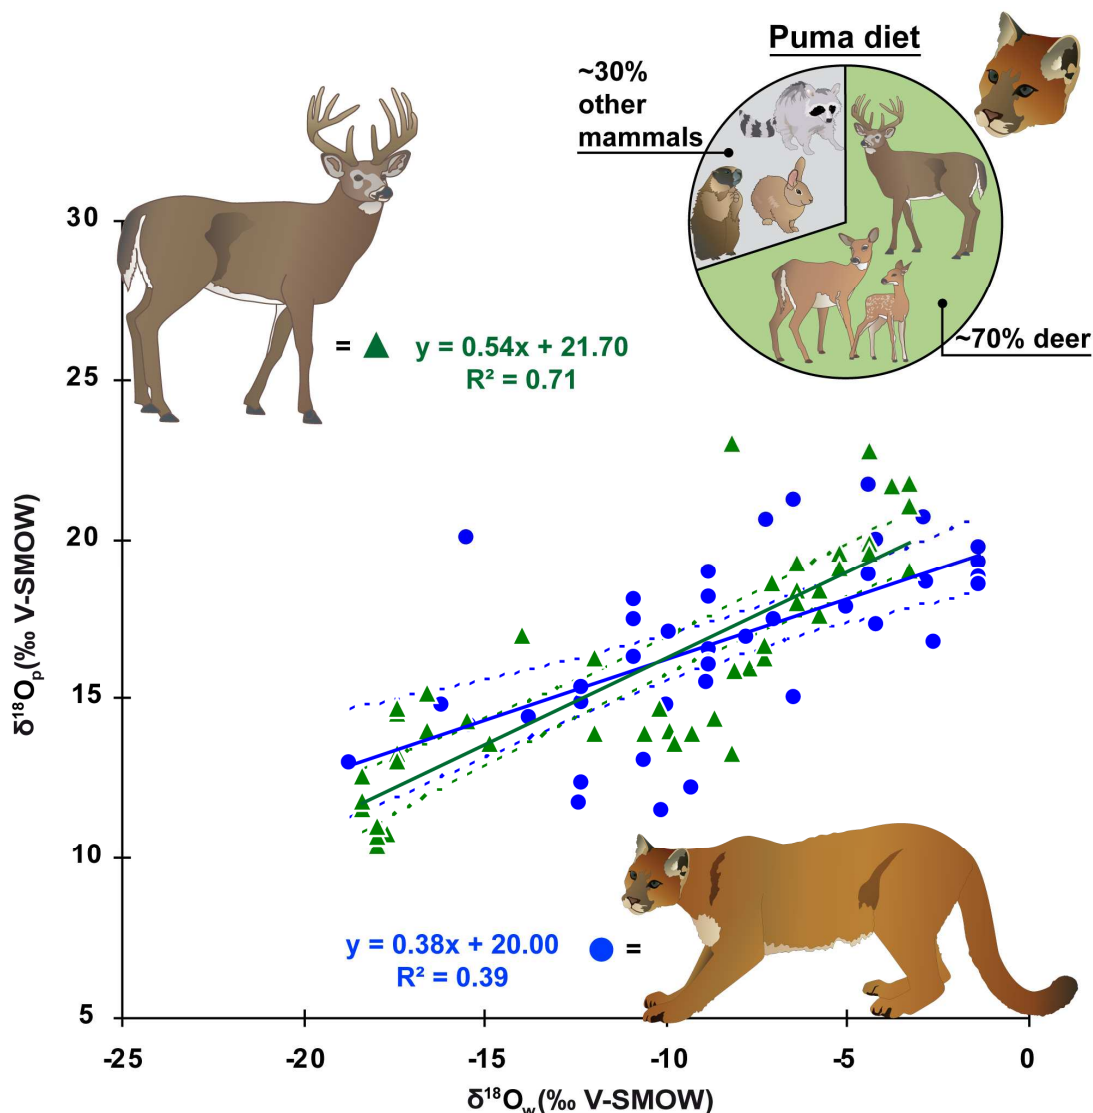 Puma diet
~30%
other
mammals
~70% deer
= ▲ y = 0.54x + 21.70
R² = 0.71
30
25
20
15
10
5
δ¹⁸Oₚ(‰ V-SMOW)
y = 0.38x + 20.00 ● =
R² = 0.39
-25 -20 -15 -10 -5 0
δ¹⁸O_w(‰ V-SMOW)